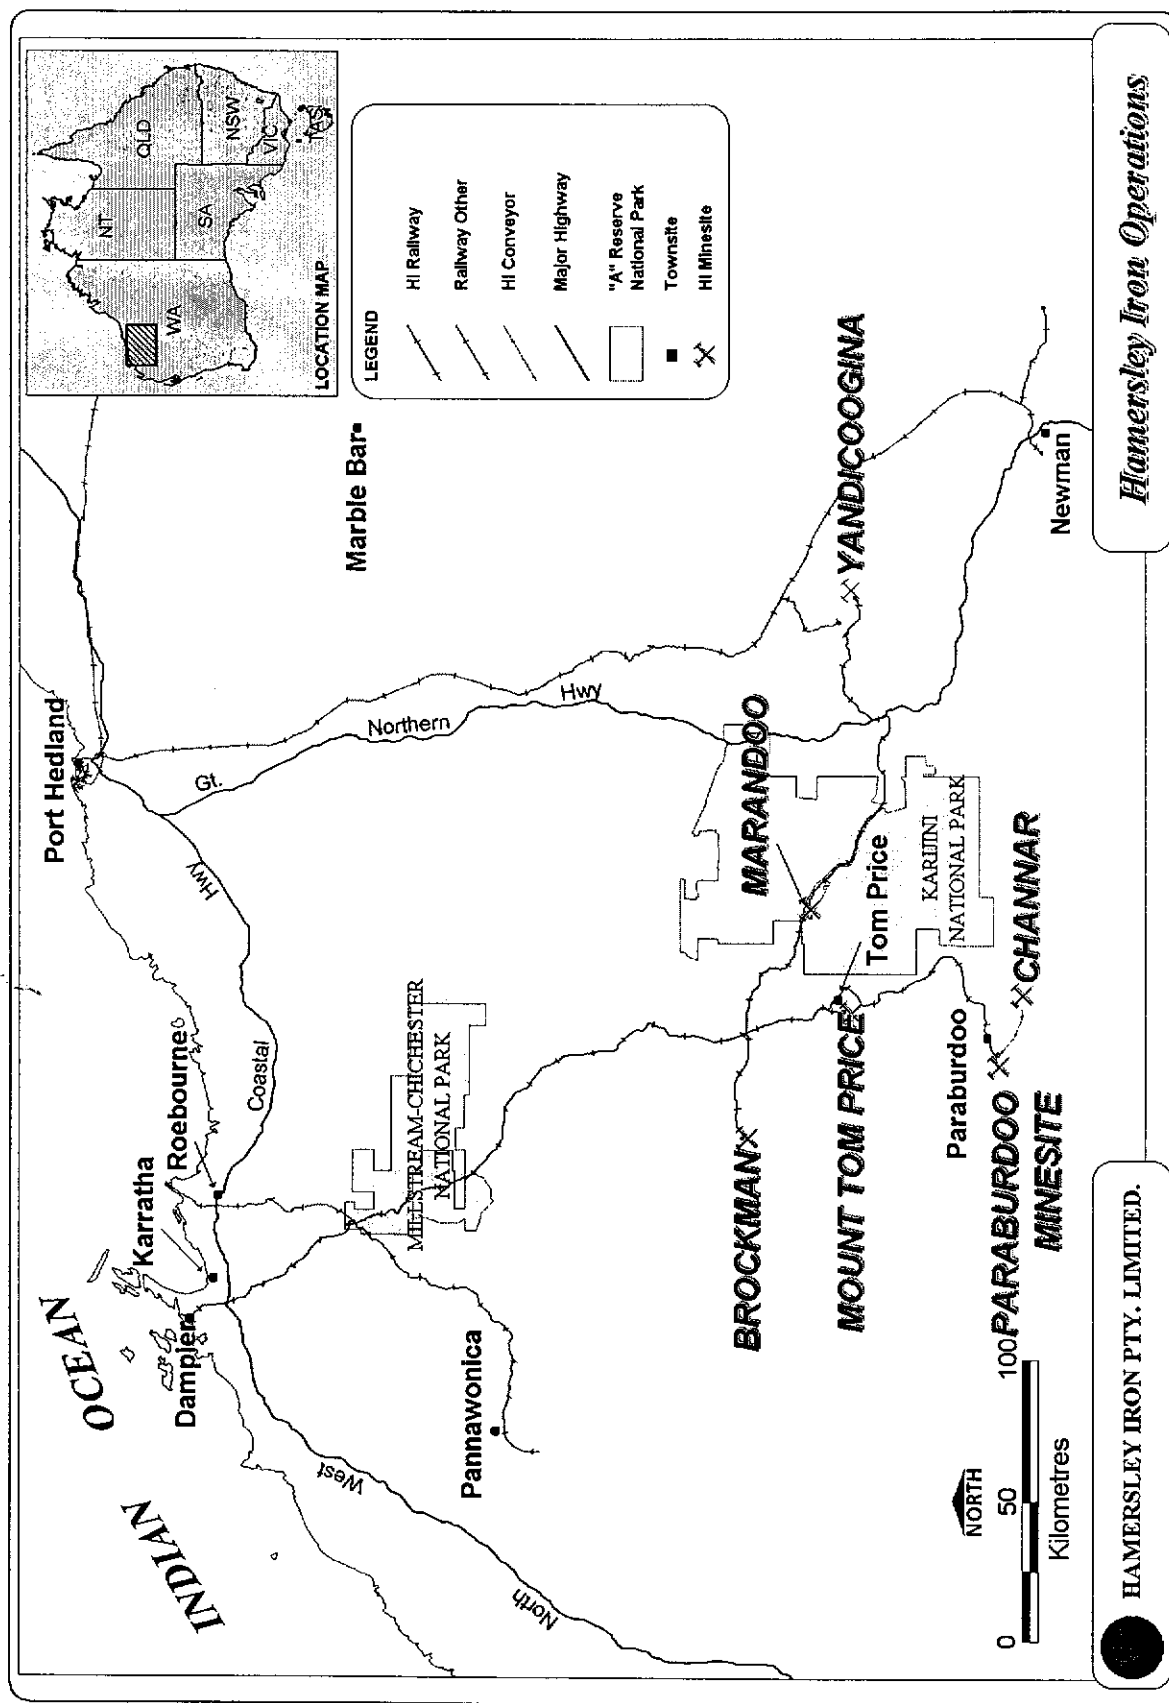 INDIAN OCEAN
Dampier
Karratha
Roebourne
Port Hedland
Marble Bar
Pannawonica
North
West
Coastal
Hwy
Gt.
Northern
Hwy
MILLSTREAM-CHICHESTER
NATIONAL PARK
BROCKMAN
MOUNT TOM PRICE
Tom Price
MARANDOO
YANDICOOGINA
KARIJINI
NATIONAL PARK
Paraburdoo
PARABURDOO
MINESITE
CHANNAR
Newman
LOCATION MAP
WA
NT
SA
QLD
NSW
VIC
TAS
LEGEND
HI Railway
Railway Other
HI Conveyor
Major Highway
"A" Reserve
National Park
Townsite
HI Minesite
NORTH
0 50 100
Kilometres
HAMERSLEY IRON PTY. LIMITED.
Hamersley Iron Operations